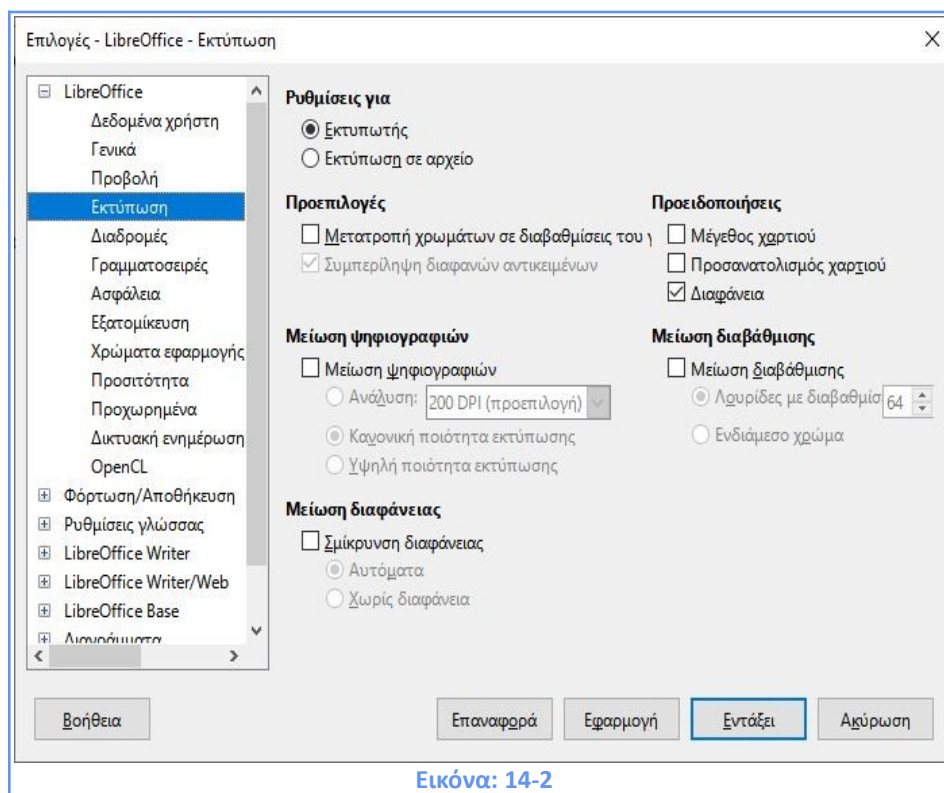 Επιλογές - LibreOffice - Εκτύπωση
LibreOffice
Δεδομένα χρήστη
Γενικά
Προβολή
Εκτύπωση
Διαδρομές
Γραμματοσειρές
Ασφάλεια
Εξατομίκευση
Χρώματα εφαρμογής
Προσιτότητα
Προχωρημένα
Δικτυακή ενημέρωση
OpenCL
Φόρτωση/Αποθήκευση
Ρυθμίσεις γλώσσας
LibreOffice Writer
LibreOffice Writer/Web
LibreOffice Base
Διαγράμματα
Ρυθμίσεις για
Εκτυπωτής
Εκτύπωση σε αρχείο
Προεπιλογές
Μετατροπή χρωμάτων σε διαβαθμίσεις του γ
Συμπερίληψη διαφανών αντικειμένων
Προειδοποιήσεις
Μέγεθος χαρτιού
Προσανατολισμός χαρτιού
Διαφάνεια
Μείωση ψηφιογραφιών
Μείωση ψηφιογραφιών
Ανάλυση: 200 DPI (προεπιλογή)
Κανονική ποιότητα εκτύπωσης
Υψηλή ποιότητα εκτύπωσης
Μείωση διαβάθμισης
Μείωση διαβάθμισης
Λουρίδες με διαβαθμίσ 64
Ενδιάμεσο χρώμα
Μείωση διαφάνειας
Σμίκρυνση διαφάνειας
Αυτόματα
Χωρίς διαφάνεια
Βοήθεια
Επαναφορά
Εφαρμογή
Εντάξει
Ακύρωση
Εικόνα: 14-2